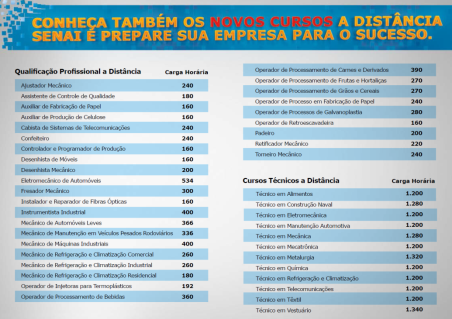 CONHEÇA TAMBÉM OS NOVOS CURSOS A DISTÂNCIA
SENAI E PREPARE SUA EMPRESA PARA O SUCESSO.
Qualificação Profissional a Distância Carga Horária
Ajustador Mecânico 240
Assistente de Controle de Qualidade 180
Auxiliar de Fabricação de Papel 160
Auxiliar de Produção de Celulose 160
Cabista de Sistemas de Telecomunicações 240
Confeiteiro 240
Controlador e Programador de Produção 160
Desenhista de Móveis 160
Desenhista Mecânico 200
Eletromecânico de Automóveis 534
Fresador Mecânico 300
Instalador e Reparador de Fibras Ópticas 160
Instrumentista Industrial 400
Mecânico de Automóveis Leves 366
Mecânico de Manutenção em Veículos Pesados Rodoviários 336
Mecânico de Máquinas Industriais 400
Mecânico de Refrigeração e Climatização Comercial 260
Mecânico de Refrigeração e Climatização Industrial 260
Mecânico de Refrigeração e Climatização Residencial 180
Operador de Injetoras para Termoplásticos 192
Operador de Processamento de Bebidas 360
Operador de Processamento de Carnes e Derivados 390
Operador de Processamento de Frutas e Hortaliças 270
Operador de Processamento de Grãos e Cereais 270
Operador de Processo em Fabricação de Papel 240
Operador de Processos de Galvanoplastia 280
Operador de Retroescavadeira 160
Padeiro 200
Retificador Mecânico 220
Torneiro Mecânico 240
Cursos Técnicos a Distância Carga Horária
Técnico em Alimentos 1.200
Técnico em Construção Naval 1.280
Técnico em Eletromecânica 1.200
Técnico em Manutenção Automotiva 1.200
Técnico em Mecânica 1.280
Técnico em Mecatrônica 1.200
Técnico em Metalurgia 1.320
Técnico em Química 1.200
Técnico em Refrigeração e Climatização 1.200
Técnico em Telecomunicações 1.200
Técnico em Têxtil 1.200
Técnico em Vestuário 1.340